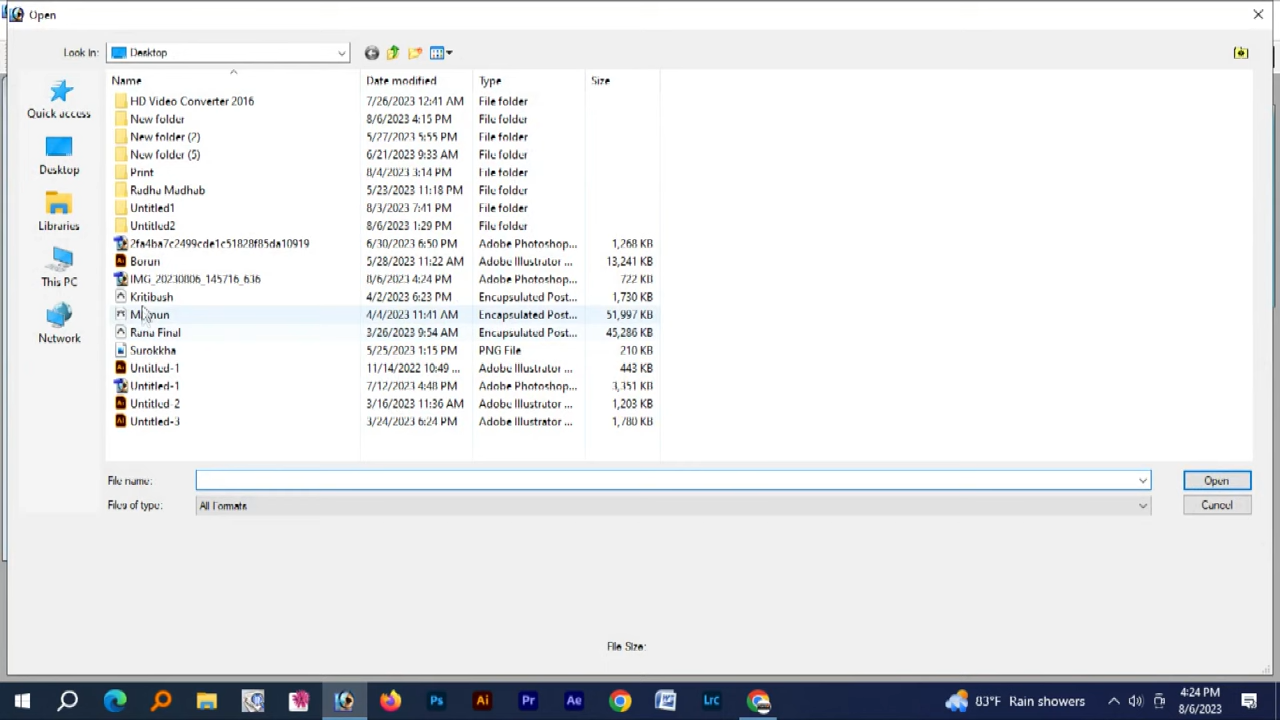 Open
Look in: Desktop
Name Date modified Type Size
HD Video Converter 2016 7/26/2023 12:41 AM File folder
New folder 8/6/2023 4:15 PM File folder
New folder (2) 5/27/2023 5:55 PM File folder
New folder (5) 6/21/2023 9:33 AM File folder
Print 8/4/2023 3:14 PM File folder
Radha Madhab 5/23/2023 11:18 PM File folder
Untitled1 8/3/2023 7:41 PM File folder
Untitled2 8/6/2023 1:29 PM File folder
2fa4ba7c2499cde1c51828f85da10919 6/30/2023 6:50 PM Adobe Photoshop... 1,268 KB
Borun 5/28/2023 11:22 AM Adobe Illustrator ... 13,241 KB
IMG_20230806_145716_636 8/6/2023 4:24 PM Adobe Photoshop... 722 KB
Kritibash 4/2/2023 6:23 PM Encapsulated Post... 1,730 KB
4/4/2023 11:41 AM Encapsulated Post... 51,997 KB
Rana Final 3/26/2023 9:54 AM Encapsulated Post... 45,286 KB
Surokkha 5/25/2023 1:15 PM PNG File 210 KB
Untitled-1 11/14/2022 10:49 ... Adobe Illustrator ... 443 KB
Untitled-1 7/12/2023 4:48 PM Adobe Photoshop... 3,351 KB
Untitled-2 3/16/2023 11:36 AM Adobe Illustrator ... 1,203 KB
Untitled-3 3/24/2023 6:24 PM Adobe Illustrator ... 1,780 KB
Quick access
Desktop
Libraries
This PC
Network
File name: Open
Files of type: All Formats Cancel
File Size:
Ps Ai Pr Ae Lrc 83°F Rain showers 4:24 PM
8/6/2023